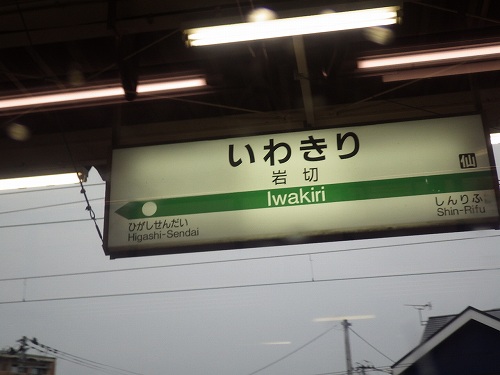 いわきり
岩切
仙
Iwakiri
ひがしせんだい
Higashi-Sendai
しんりふ
Shin-Rifu